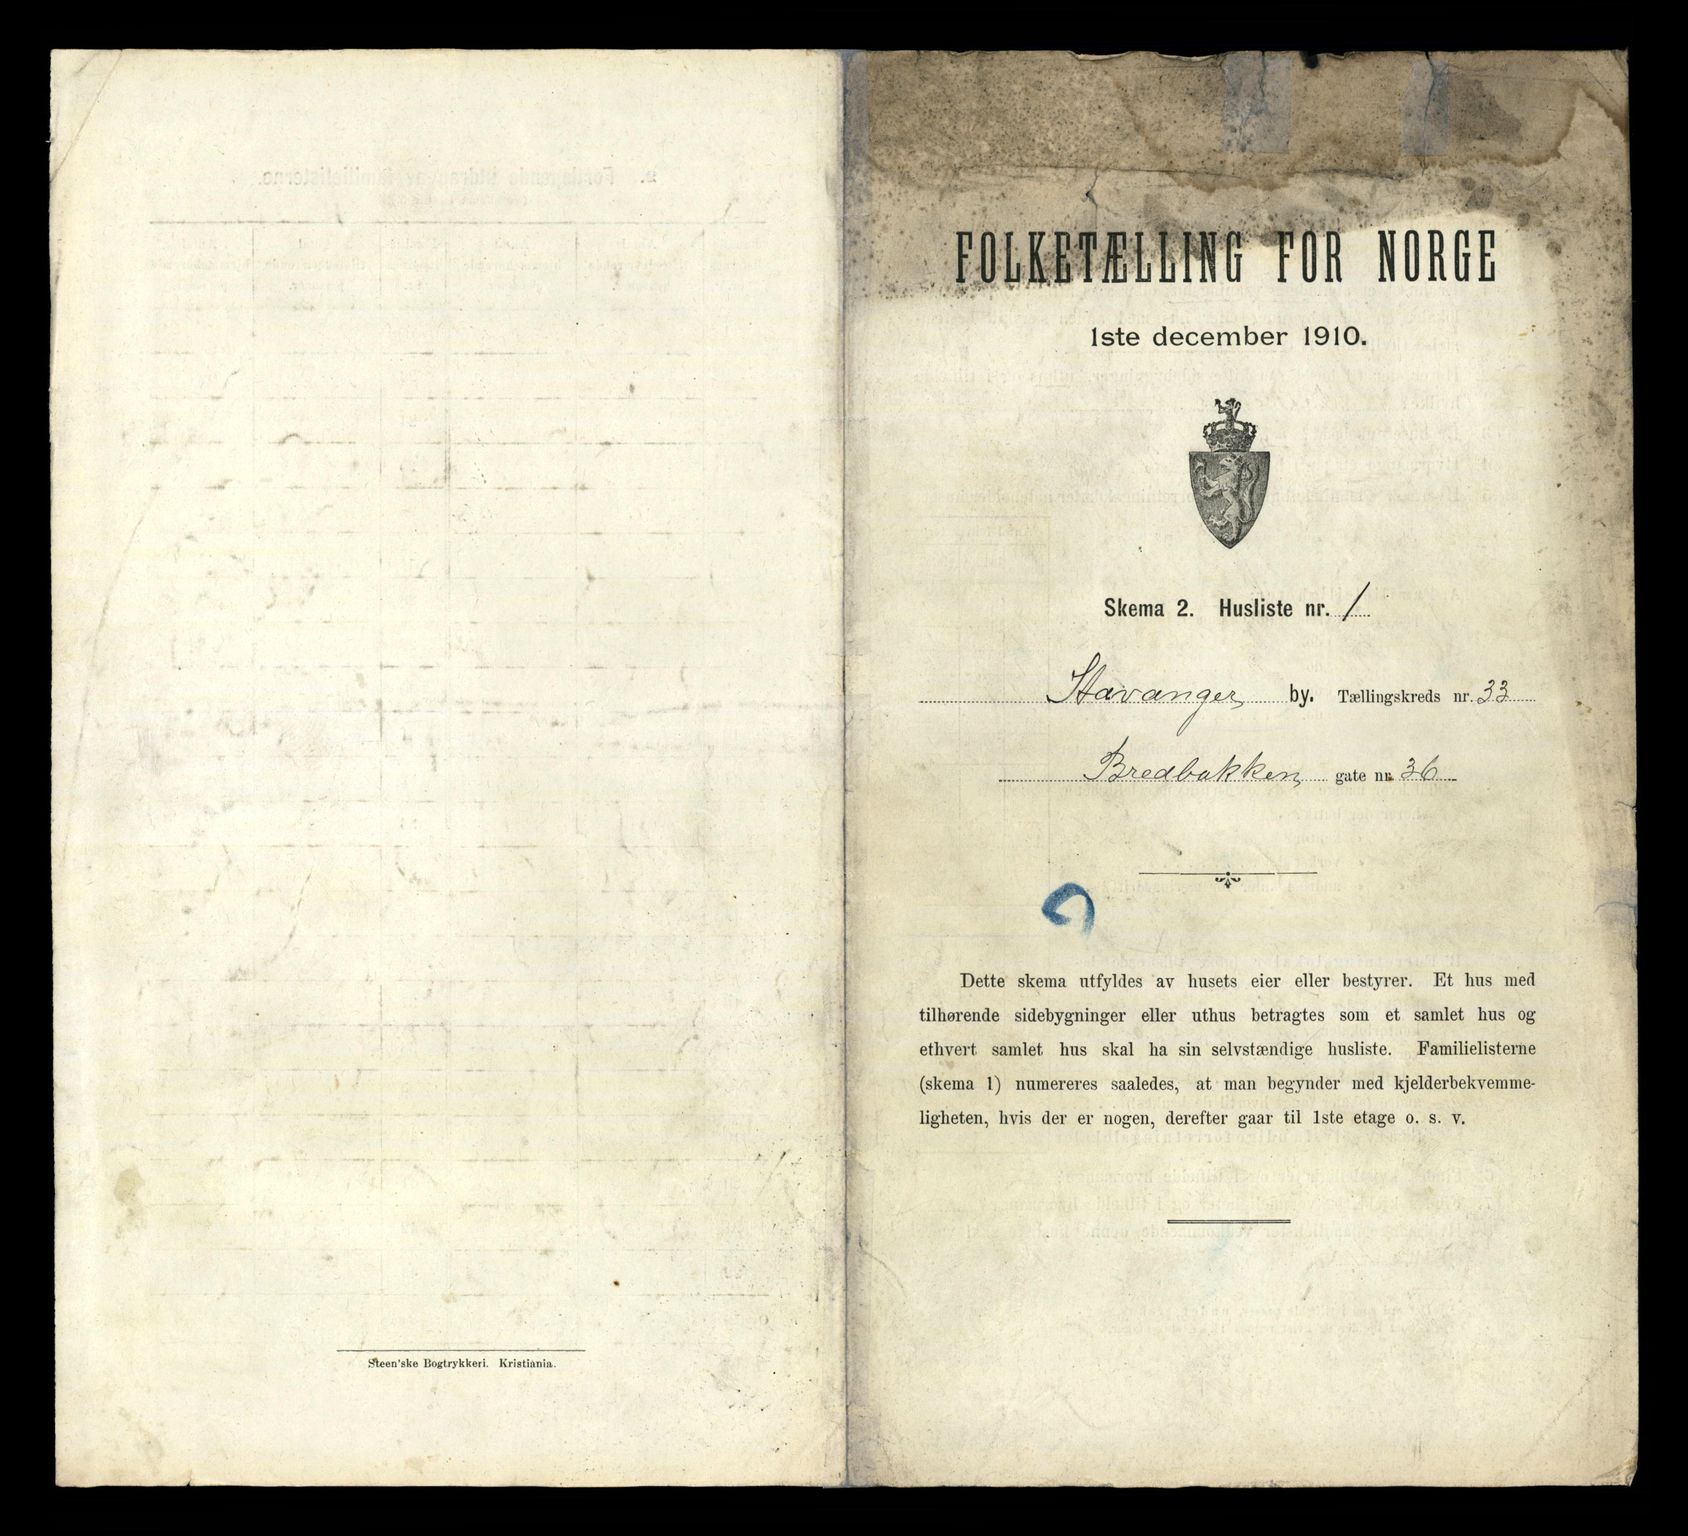 FOLKETÆLLING FOR NORGE
1ste december 1910.
Skema 2. Husliste nr. 1
Stavanger by. Tællingskreds nr. 33
Bredbakken gate nr. 36
Dette skema utfyldes av husets eier eller bestyrer. Et hus med
tilhørende sidebygninger eller uthus betragtes som et samlet hus og
ethvert samlet hus skal ha sin selvstændige husliste. Familielisterne
(skema 1) numereres saaledes, at man begynder med kjelderbekvemme-
ligheten, hvis der er nogen, derefter gaar til 1ste etage o. s. v.
Steen'ske Bogtrykkeri. Kristiania.